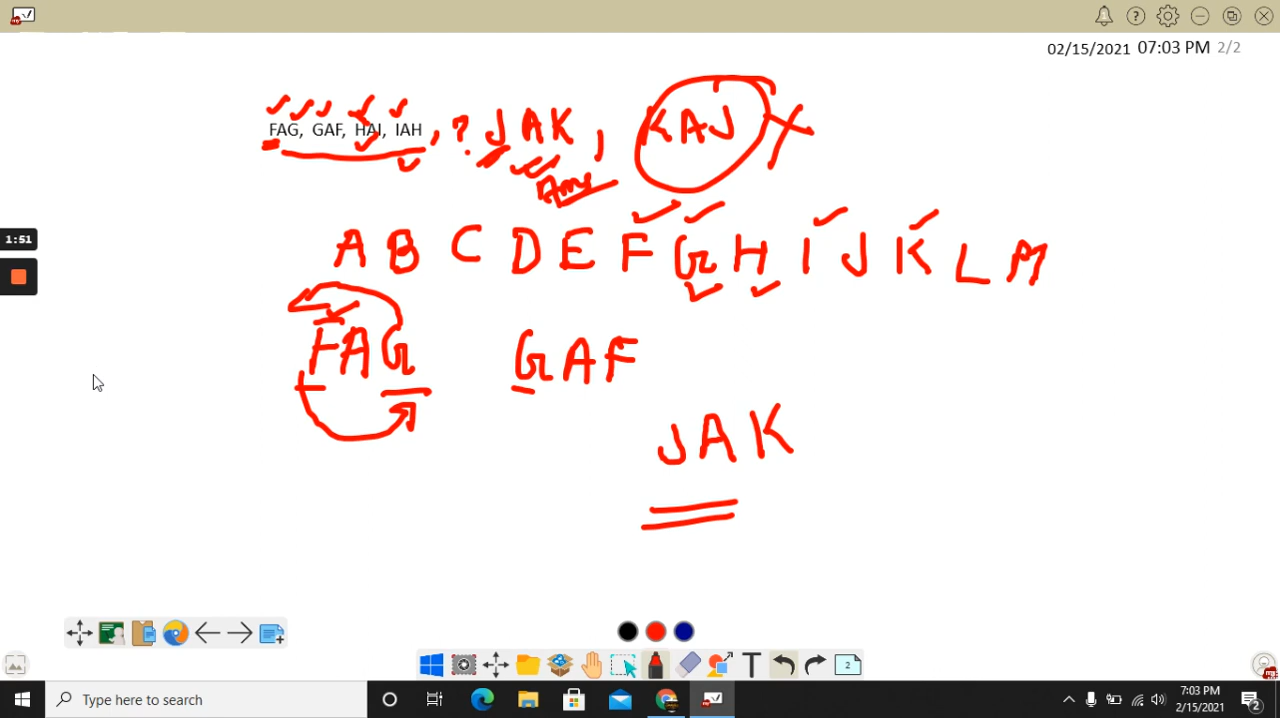 02/15/2021 07:03 PM 2/2
FAG, GAF, HAI, IAH , ? JAK, KAJ X
Ans
1:51
A B C D E F G H I J K L M
FAG GAF
JAK
T 2
Type here to search
7:03 PM
2/15/2021 2